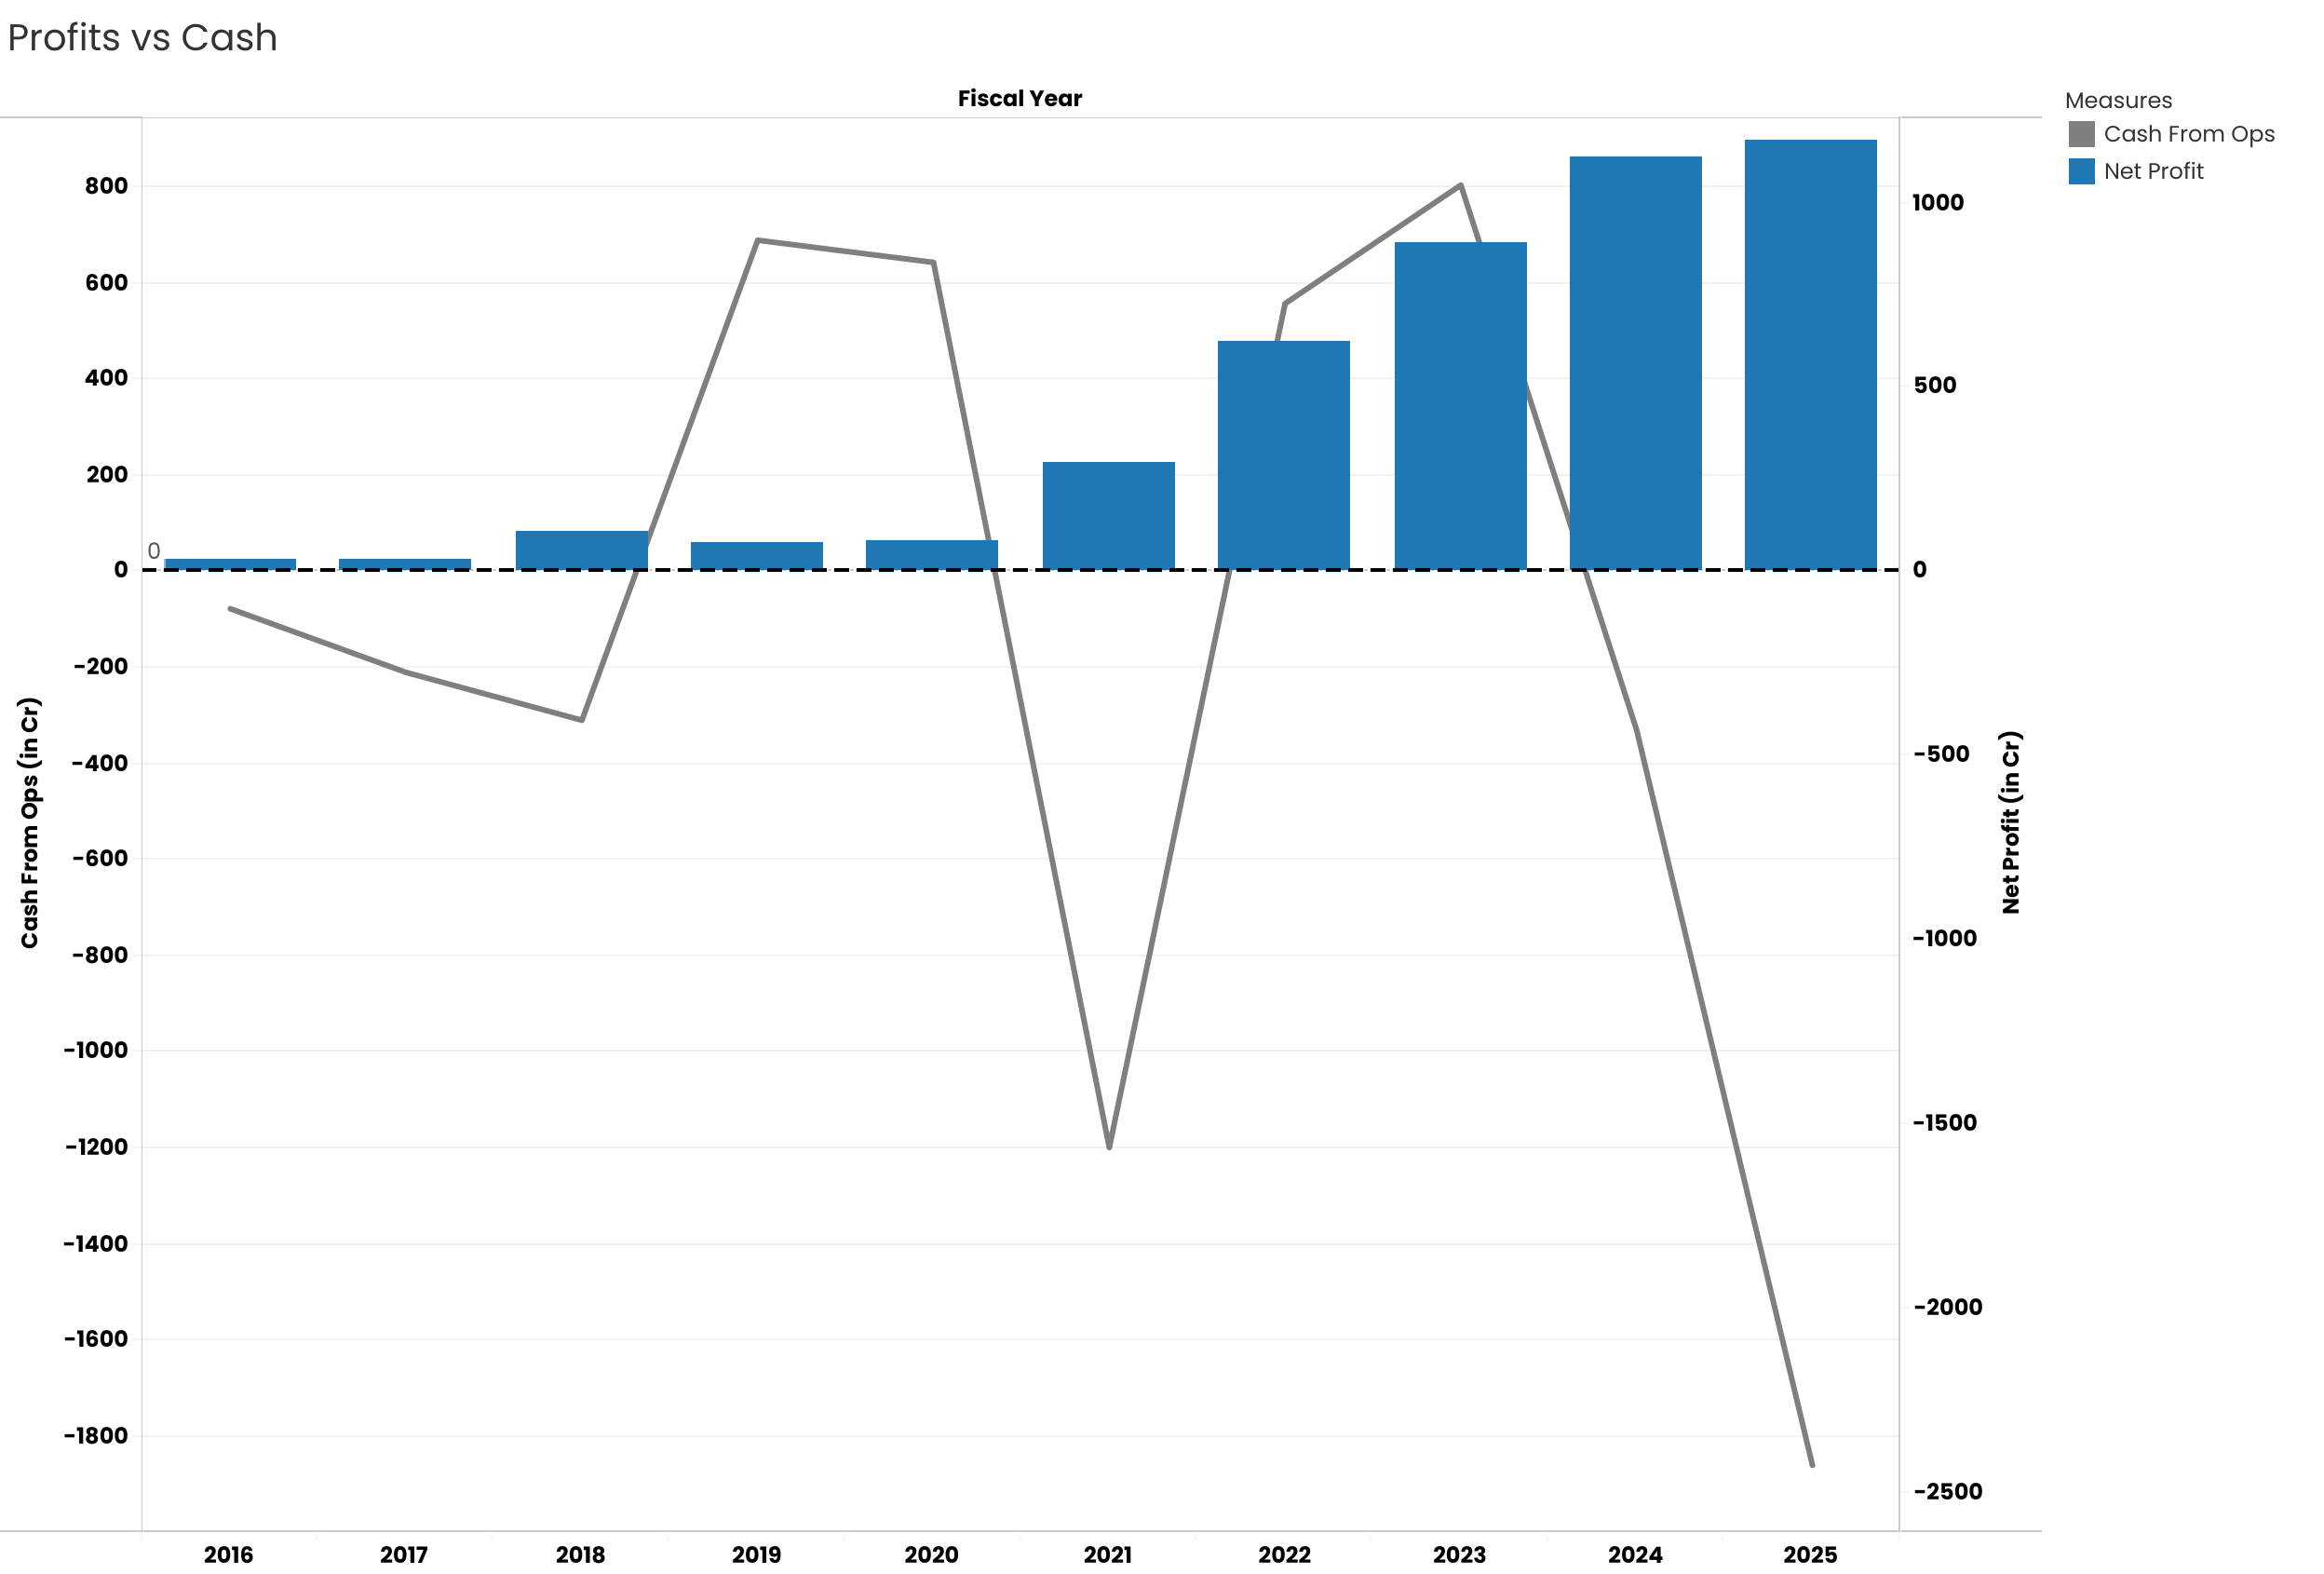 Profits vs Cash
Fiscal Year
Measures
Cash From Ops
Net Profit
Cash From Ops (in Cr)
800
600
400
200
0
0
-200
-400
-600
-800
-1000
-1200
-1400
-1600
-1800
1000
500
0
-500
-1000
-1500
-2000
-2500
Net Profit (in Cr)
2016 2017 2018 2019 2020 2021 2022 2023 2024 2025